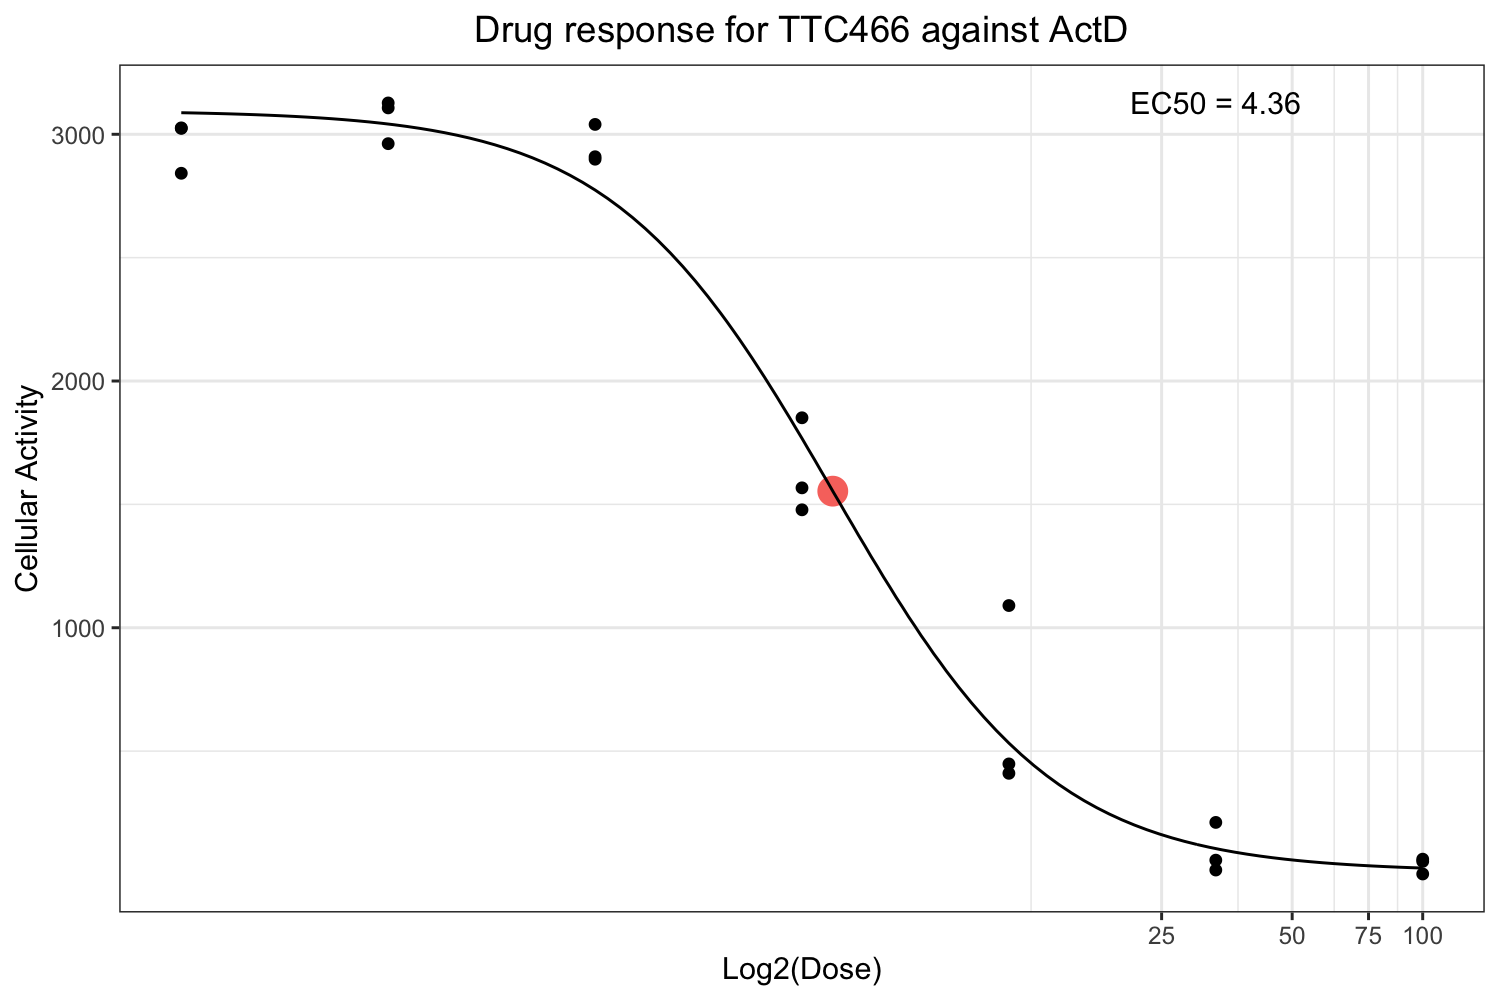 Drug response for TTC466 against ActD
EC50 = 4.36
3000
2000
1000
Cellular Activity
25 50 75 100
Log2(Dose)